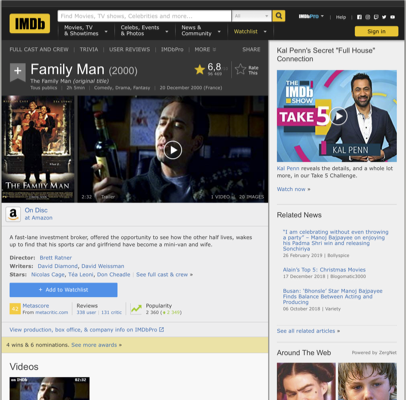 IMDb
Find Movies, TV shows, Celebrities and more...
All
IMDbPro
Help
Movies, TV
& Showtimes
Celebs, Events
& Photos
News &
Community
Watchlist
Sign in
FULL CAST AND CREW | TRIVIA | USER REVIEWS | IMDbPro | MORE
SHARE
Family Man (2000)
The Family Man (original title)
Tous publics | 2h 5min | Comedy, Drama, Fantasy | 20 December 2000 (France)
6,8
Rate
This
THE FAMILY MAN
2:32
1 VIDEO
20 IMAGES
On Disc
at Amazon
A fast-lane investment broker, offered the opportunity to see how the other half lives, wakes
up to find that his sports car and girlfriend have become a mini-van and wife.
Director: Brett Ratner
Writers: David Diamond, David Weissman
Stars: Nicolas Cage, Téa Leoni, Don Cheadle | See full cast & crew »
+ Add to Watchlist
Metascore
From metacritic.com
Reviews
338 user | 131 critic
Popularity
2 360
View production, box office, & company info on IMDbPro
4 wins & 6 nominations. See more awards »
Videos
02:02
Kal Penn's Secret "Full House"
Connection
THE
IMDb
SHOW
TAKE 5
KAL PENN
Kal Penn reveals the details, and a whole lot
more, in our Take 5 Challenge.
Watch now »
Related News
"I am celebrating without even throwing
a party" – Manoj Bajpayee on enjoying
his Padma Shri win and releasing
Sonchiriya
26 February 2019 | Bollyspice
Alain's Top 5: Christmas Movies
17 December 2018 | Blogomatic3000
Busan: 'Bhonsle' Star Manoj Bajpayee
Finds Balance Between Acting and
Producing
06 October 2018 | Variety
See all related articles »
Around The Web
Powered by ZergNet